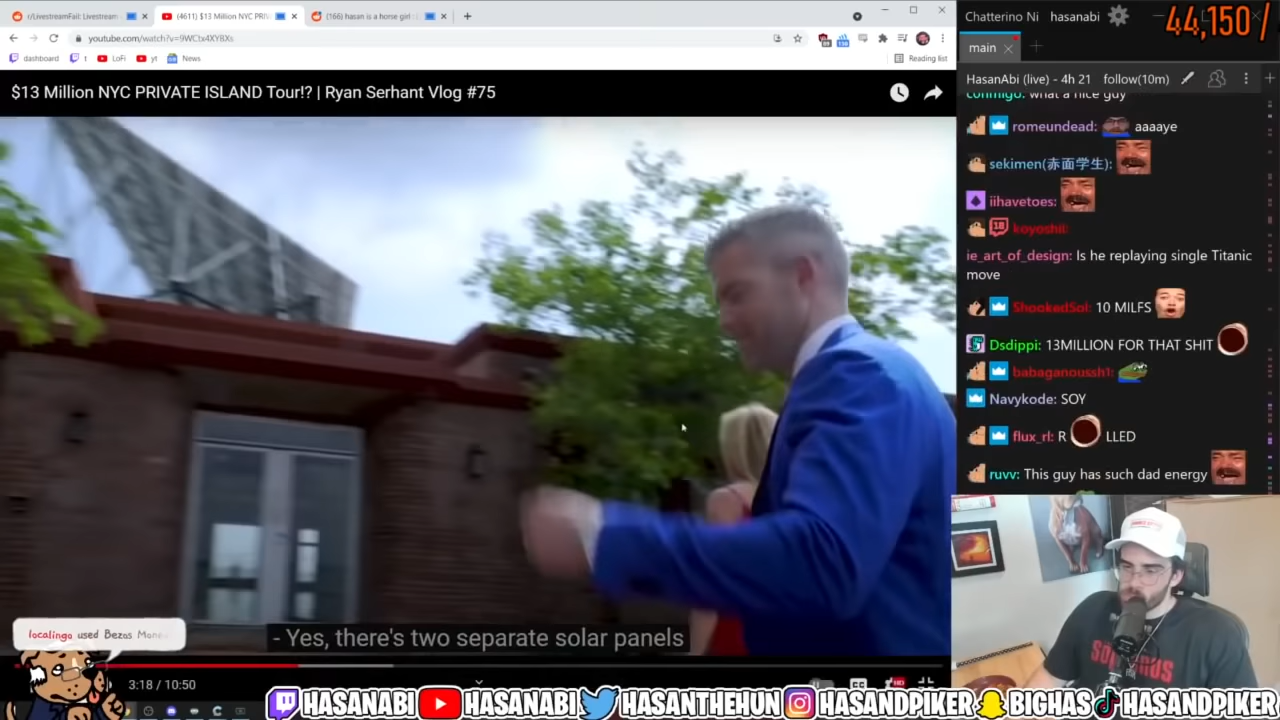 r/LivestreamFail: Livestream
(4611) $13 Million NYC PRIV
(166) hasan is a horse girl :
youtube.com/watch?v=9WCtx4XYBXs
dashboard
t
LoFi
yt
News
Reading list
$13 Million NYC PRIVATE ISLAND Tour!? | Ryan Serhant Vlog #75
- Yes, there's two separate solar panels
localingo used Bezos Mone
3:18 / 10:50
HD
Chatterino Ni
hasanabi
44,150 /
main
HasanAbi (live) - 4h 21
follow(10m)
conmigo: what a nice guy
romeundead: aaaaye
sekimen(赤面学生):
iihavetoes:
18
koyoshii:
ie_art_of_design: Is he replaying single Titanic
move
ShookedSol: 10 MILFS
Dsdippi: 13MILLION FOR THAT SHIT
babaganoussh1:
Navykode: SOY
flux_rl: R LLED
ruvv: This guy has such dad energy
HASANABI
HASANABI
HASANTHEHUN
HASANDPIKER
BIGHAS
HASANDPIKER